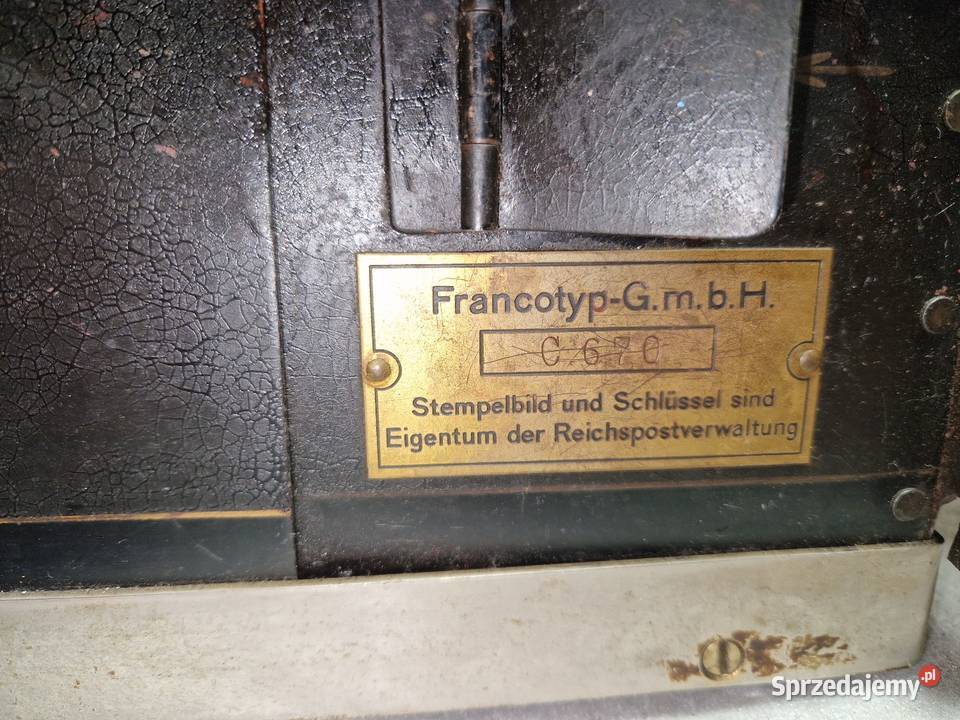 Francotyp-G.m.b.H.
C 670
Stempelbild und Schlüssel sind
Eigentum der Reichspostverwaltung
Sprzedajemy.pl